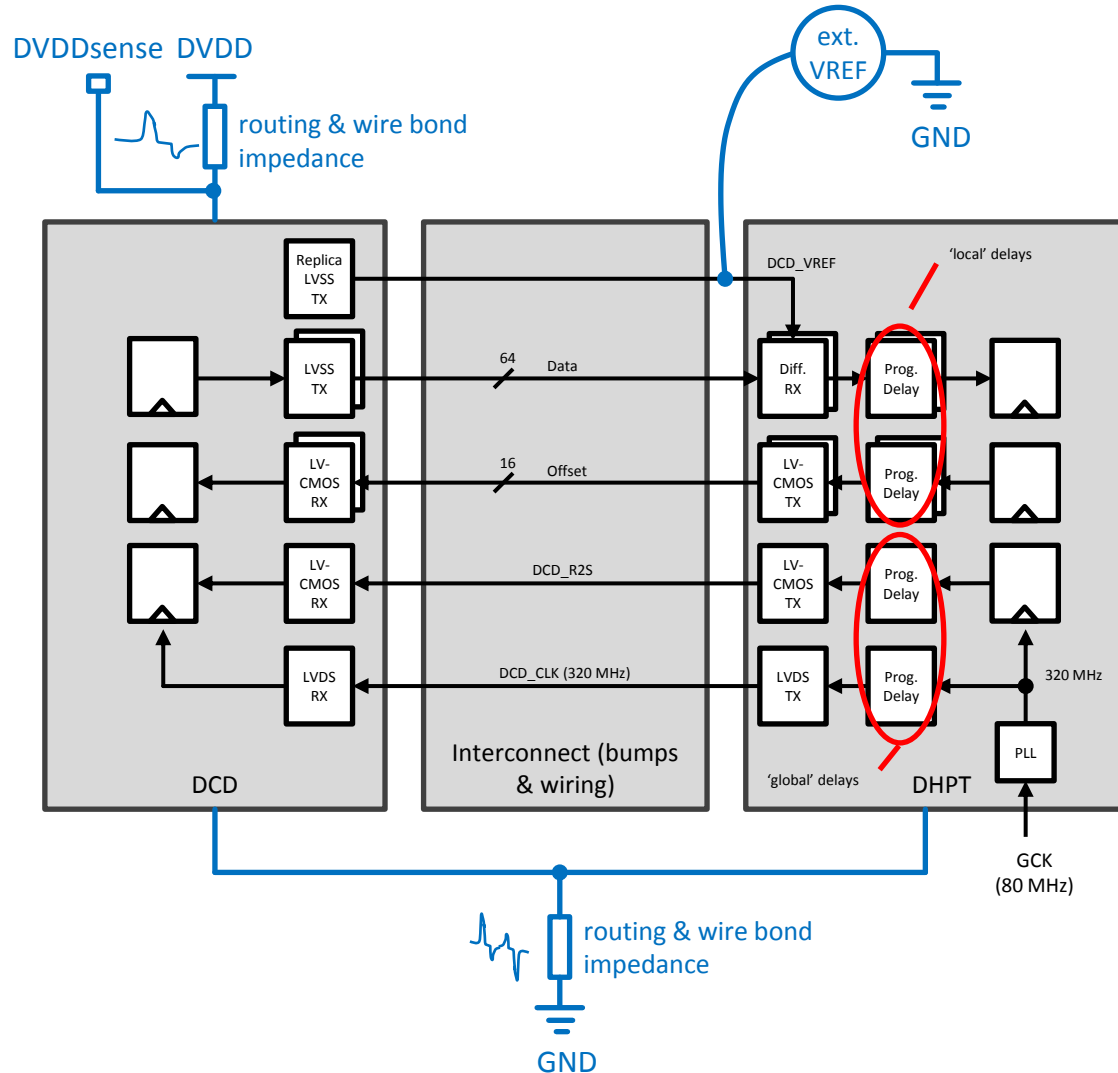 DVDDsense DVDD
ext.
VREF
routing & wire bond
impedance
GND
Replica
LVSS
TX
DCD_VREF
‘local’ delays
LVSS
TX
64
Data
Diff.
RX
Prog.
Delay
LV-
CMOS
RX
16
Offset
LV-
CMOS
TX
Prog.
Delay
LV-
CMOS
RX
DCD_R2S
LV-
CMOS
TX
Prog.
Delay
LVDS
RX
DCD_CLK (320 MHz)
LVDS
TX
Prog.
Delay
320 MHz
PLL
DCD
Interconnect (bumps
& wiring)
‘global’ delays
DHPT
GCK
(80 MHz)
routing & wire bond
impedance
GND